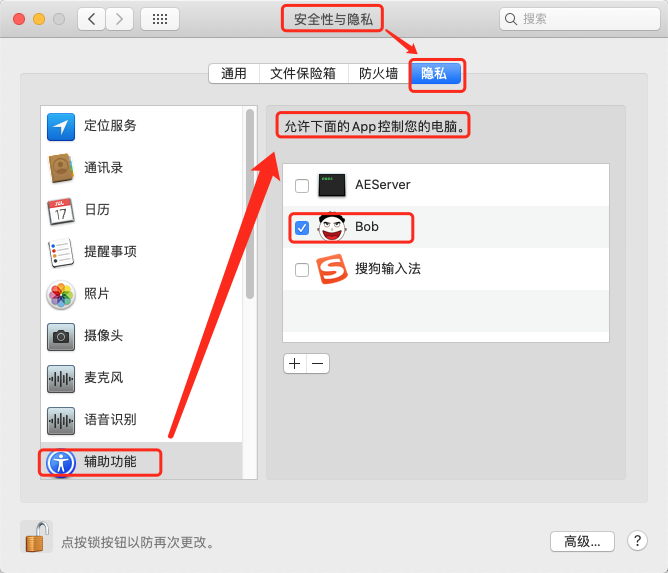 安全性与隐私
搜索
通用
文件保险箱
防火墙
隐私
定位服务
通讯录
JUL
17
日历
提醒事项
照片
摄像头
麦克风
语音识别
辅助功能
允许下面的App控制您的电脑。
AEServer
Bob
搜狗输入法
点按锁按钮以防再次更改。
高级...
?